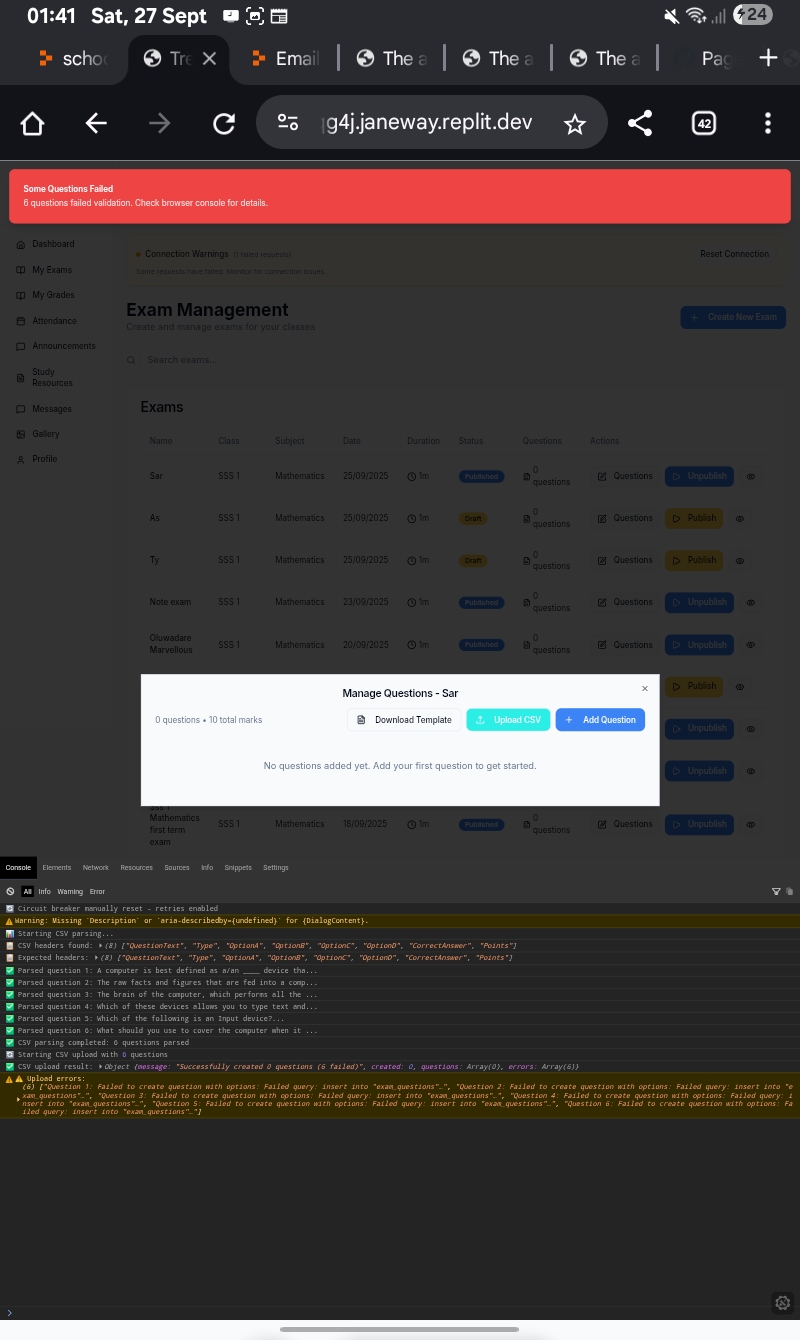 01:41 Sat, 27 Sept
24
schoo
Tre
Email
The a
The a
The a
Pag
g4j.janeway.replit.dev
42
Some Questions Failed
6 questions failed validation. Check browser console for details.
Dashboard
My Exams
My Grades
Attendance
Announcements
Study
Resources
Messages
Gallery
Profile
Connection Warnings
Reset Connection
Some requests have failed. Monitor for connection issues.
Exam Management
Create and manage exams for your classes
Create New Exam
Search exams...
Exams
Name Class Subject Date Duration Status Questions Actions
Sar SSS 1 Mathematics 25/09/2025 1m Published 0 questions Questions Unpublish
As SSS 1 Mathematics 25/09/2025 1m Draft 0 questions Questions Publish
Ty SSS 1 Mathematics 25/09/2025 1m Draft 0 questions Questions Publish
Note exam SSS 1 Mathematics 23/09/2025 1m Published 0 questions Questions Unpublish
Oluwadare Marvellous SSS 1 Mathematics 20/09/2025 1m Published 0 questions Questions Unpublish
Publish
Unpublish
Unpublish
Manage Questions - Sar
×
0 questions • 10 total marks
Download Template
Upload CSV
Add Question
No questions added yet. Add your first question to get started.
Sss 1
Mathematics
first term
exam
SSS 1 Mathematics 16/09/2025 1m Published 0 questions Questions Unpublish
Console Elements Network Resources Sources Info Snippets Settings
All Info Warning Error
Circuit breaker manually reset - retries enabled
Warning: Missing `Description` or `aria-describedby={undefined}` for {DialogContent}.
Starting CSV parsing...
CSV headers found: (8) ["QuestionText", "Type", "OptionA", "OptionB", "OptionC", "OptionD", "CorrectAnswer", "Points"]
Expected headers: (8) ["QuestionText", "Type", "OptionA", "OptionB", "OptionC", "OptionD", "CorrectAnswer", "Points"]
Parsed question 1: A computer is best defined as a/an ____ device tha...
Parsed question 2: The raw facts and figures that are fed into a comp...
Parsed question 3: The brain of the computer, which performs all the ...
Parsed question 4: Which of these devices allows you to type text and...
Parsed question 5: Which of the following is an Input device?...
Parsed question 6: What should you use to cover the computer when it ...
CSV parsing completed: 6 questions parsed
Starting CSV upload with 6 questions
CSV upload result: Object {message: "Successfully created 0 questions (6 failed)", created: 0, questions: Array(0), errors: Array(6)}
Upload errors:
(6) ["Question 1: Failed to create question with options: Failed query: insert into "exam_questions"…", "Question 2: Failed to create question with options: Failed query: insert into "e
xam_questions"…", "Question 3: Failed to create question with options: Failed query: insert into "exam_questions"…", "Question 4: Failed to create question with options: Failed query: i
nsert into "exam_questions"…", "Question 5: Failed to create question with options: Failed query: insert into "exam_questions"…", "Question 6: Failed to create question with options: Fa
iled query: insert into "exam_questions"…"]